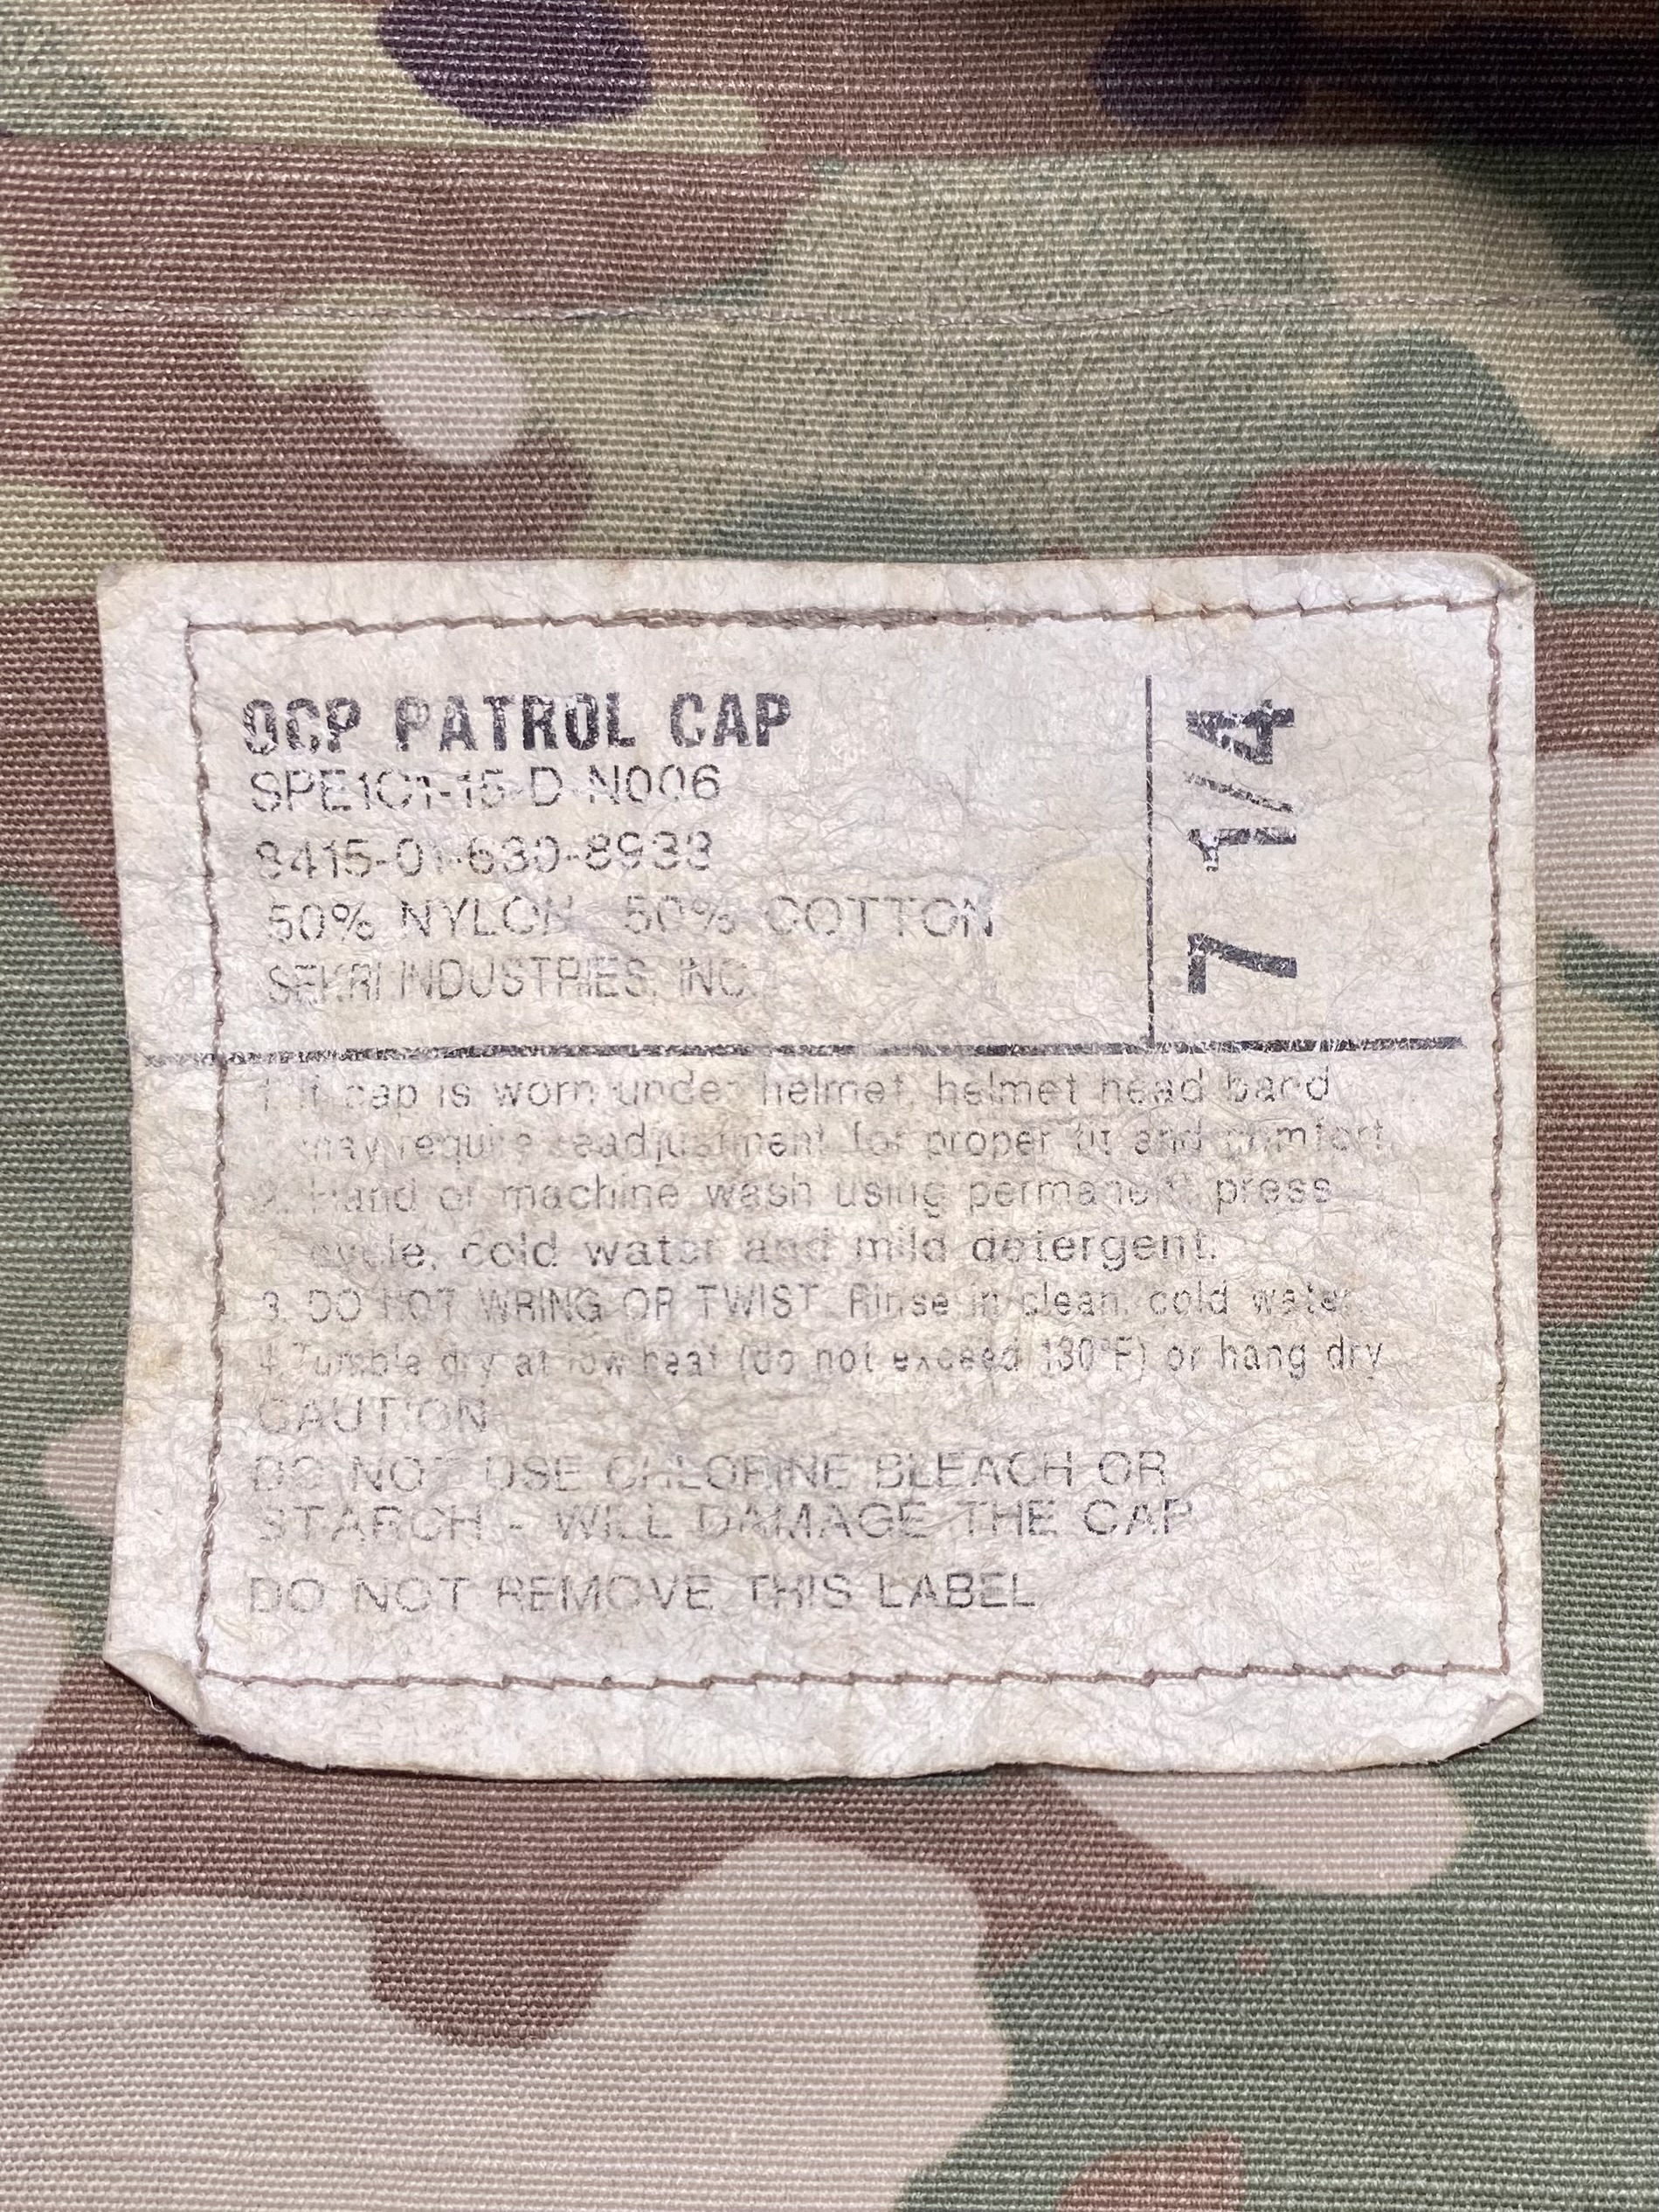 OCP PATROL CAP
SPE1C1-15-D-N006
8415-01-630-8933
50% NYLON 50% COTTON
SEKRI INDUSTRIES, INC.
7 1/4
1. If cap is worn under helmet, helmet head band
may require readjustment for proper fit and comfort.
2. Hand or machine wash using permanent press
cycle, cold water and mild detergent.
3. DO NOT WRING OR TWIST. Rinse in clean, cold water.
4. Tumble dry at low heat (do not exceed 130°F) or hang dry
CAUTION
DO NOT USE CHLORINE BLEACH OR
STARCH - WILL DAMAGE THE CAP
DO NOT REMOVE THIS LABEL